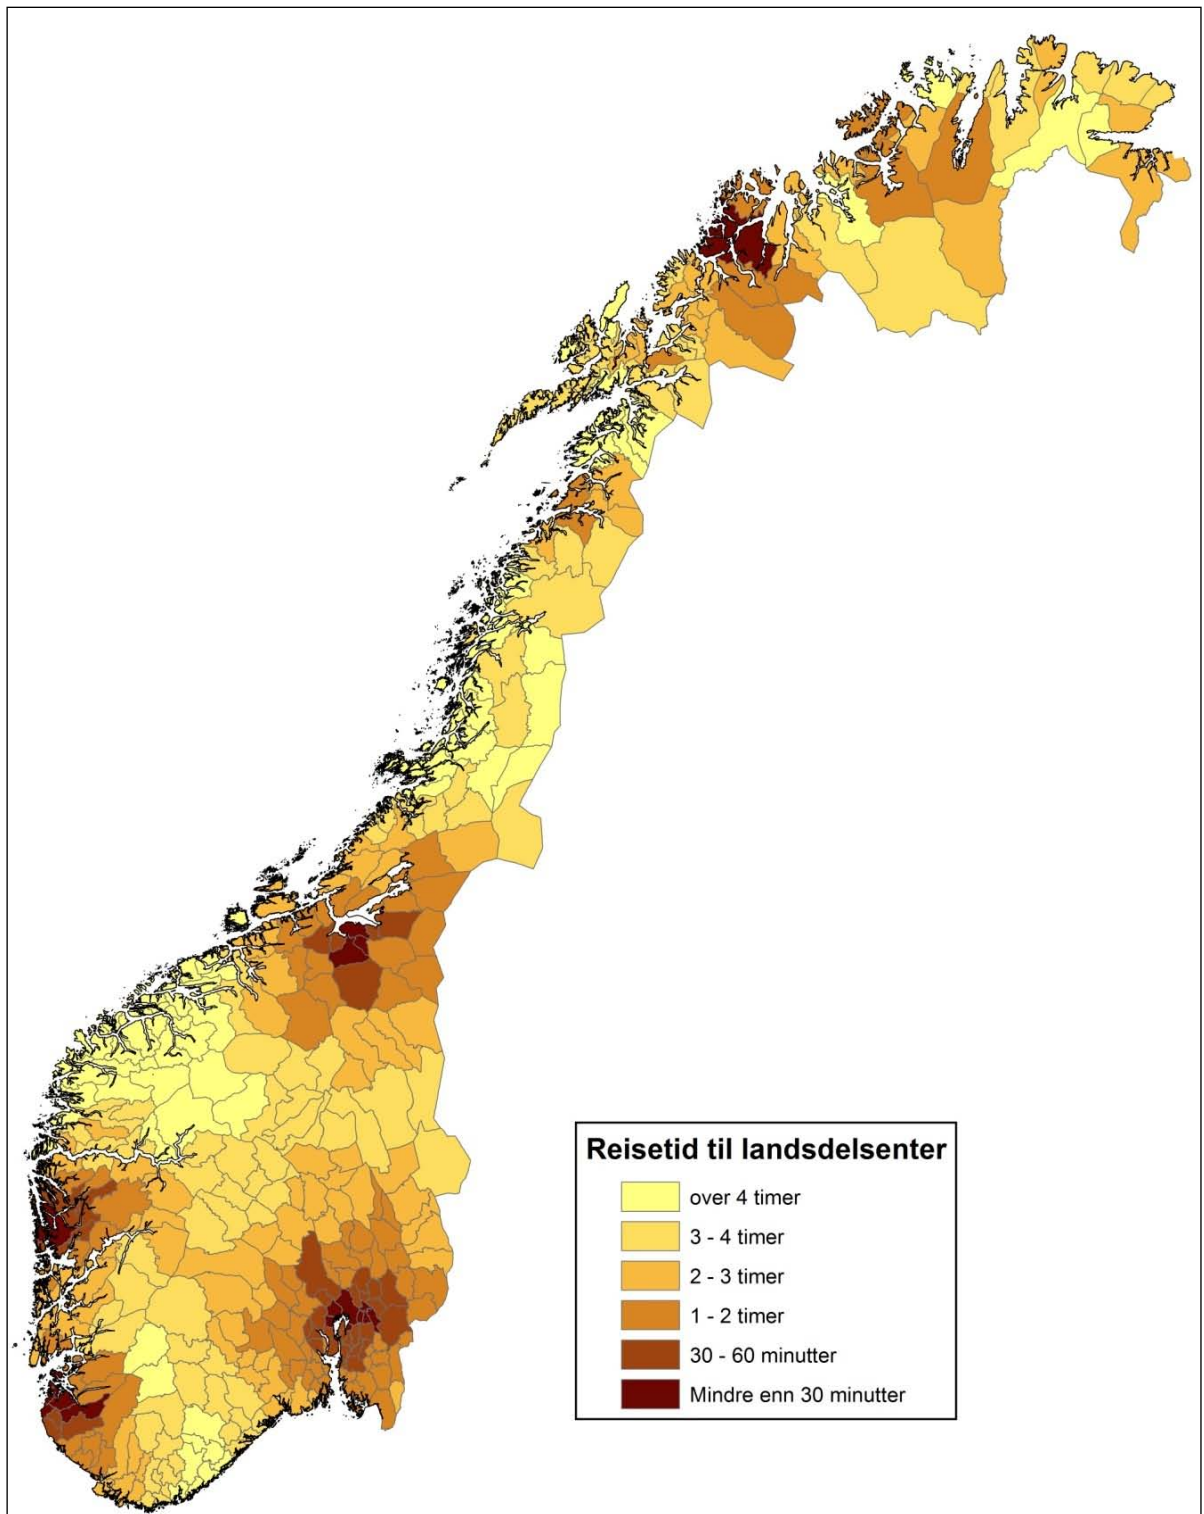 Reisetid til landsdelsenter
over 4 timer
3 - 4 timer
2 - 3 timer
1 - 2 timer
30 - 60 minutter
Mindre enn 30 minutter